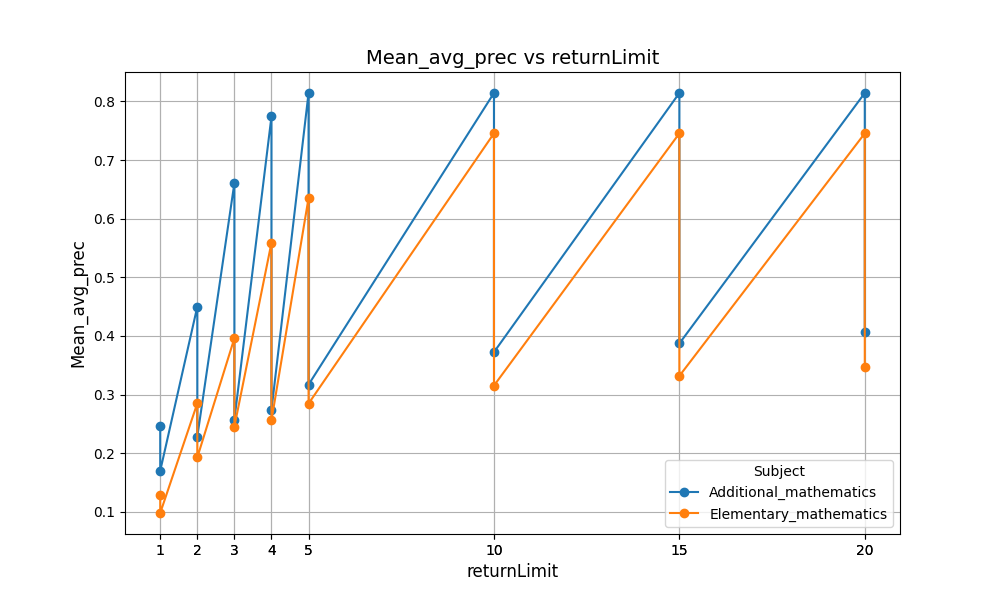 Mean_avg_prec vs returnLimit
Mean_avg_prec
0.8
0.7
0.6
0.5
0.4
0.3
0.2
0.1
Subject
Additional_mathematics
Elementary_mathematics
1 2 3 4 5 10 15 20
returnLimit